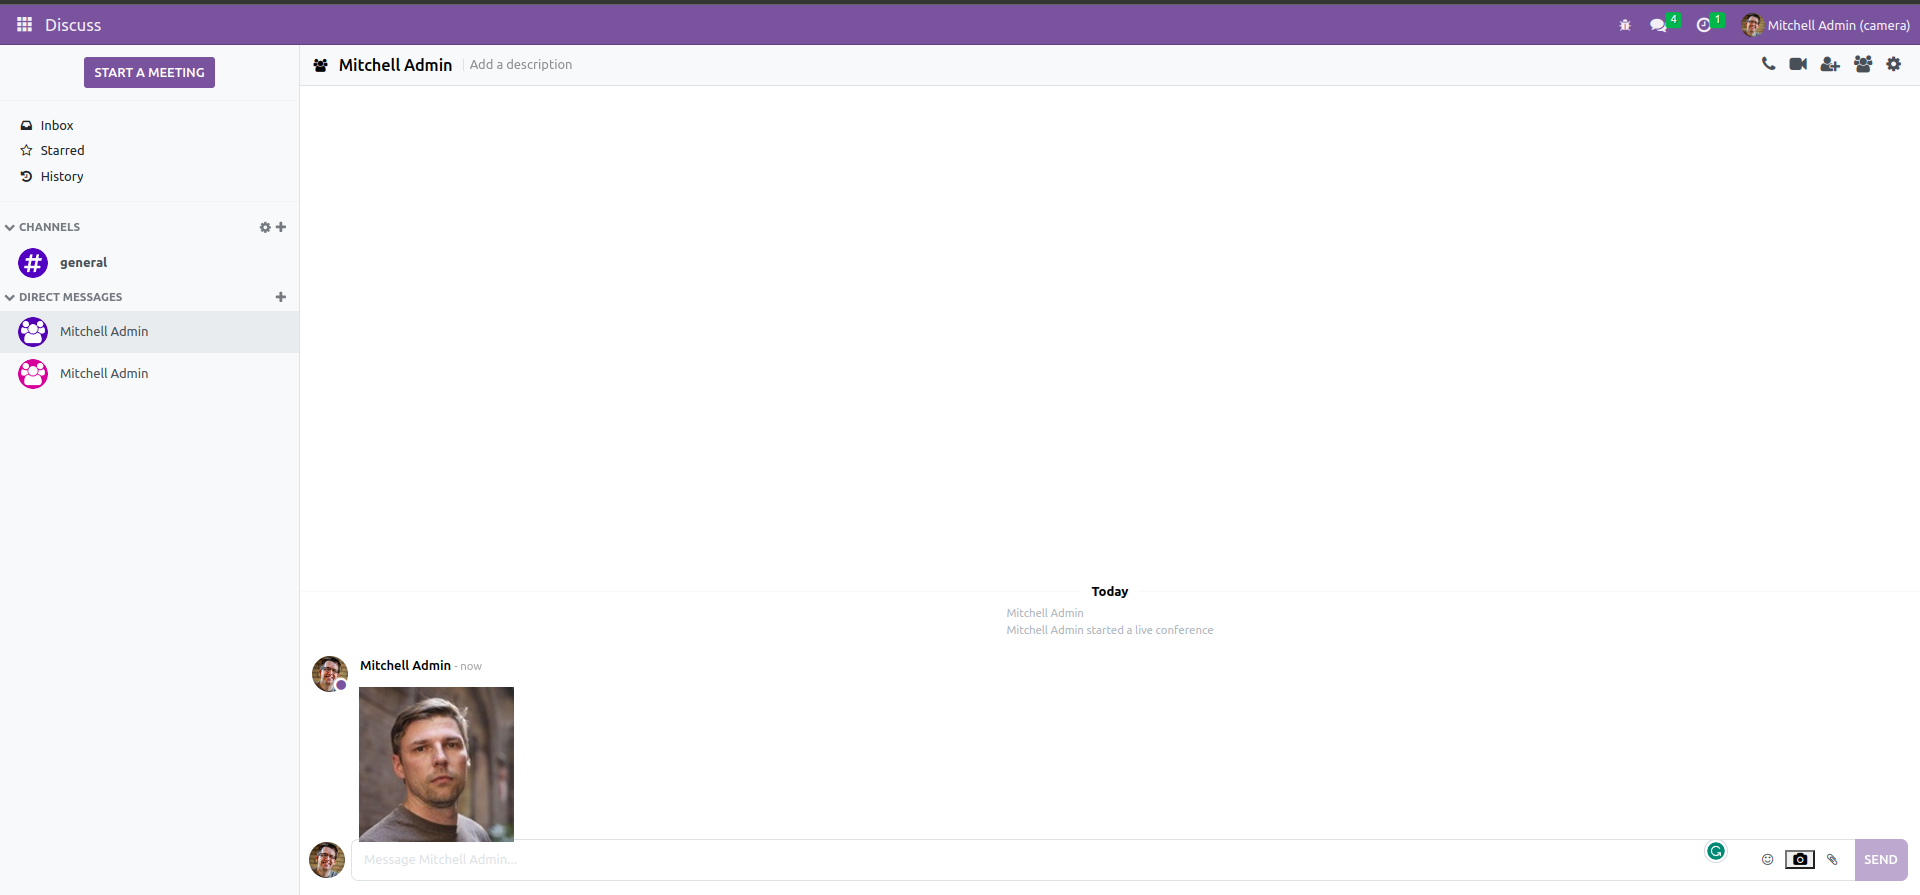 Discuss
4
1
Mitchell Admin (camera)
START A MEETING
Mitchell Admin
Add a description
Inbox
Starred
History
CHANNELS
general
DIRECT MESSAGES
Mitchell Admin
Mitchell Admin
Today
Mitchell Admin
Mitchell Admin started a live conference
Mitchell Admin - now
Message Mitchell Admin...
SEND